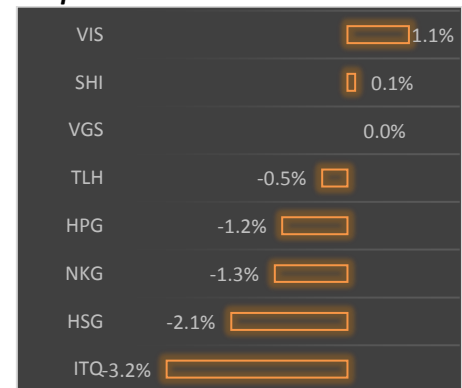 VIS 1.1%
SHI 0.1%
VGS 0.0%
TLH -0.5%
HPG -1.2%
NKG -1.3%
HSG -2.1%
ITQ -3.2%